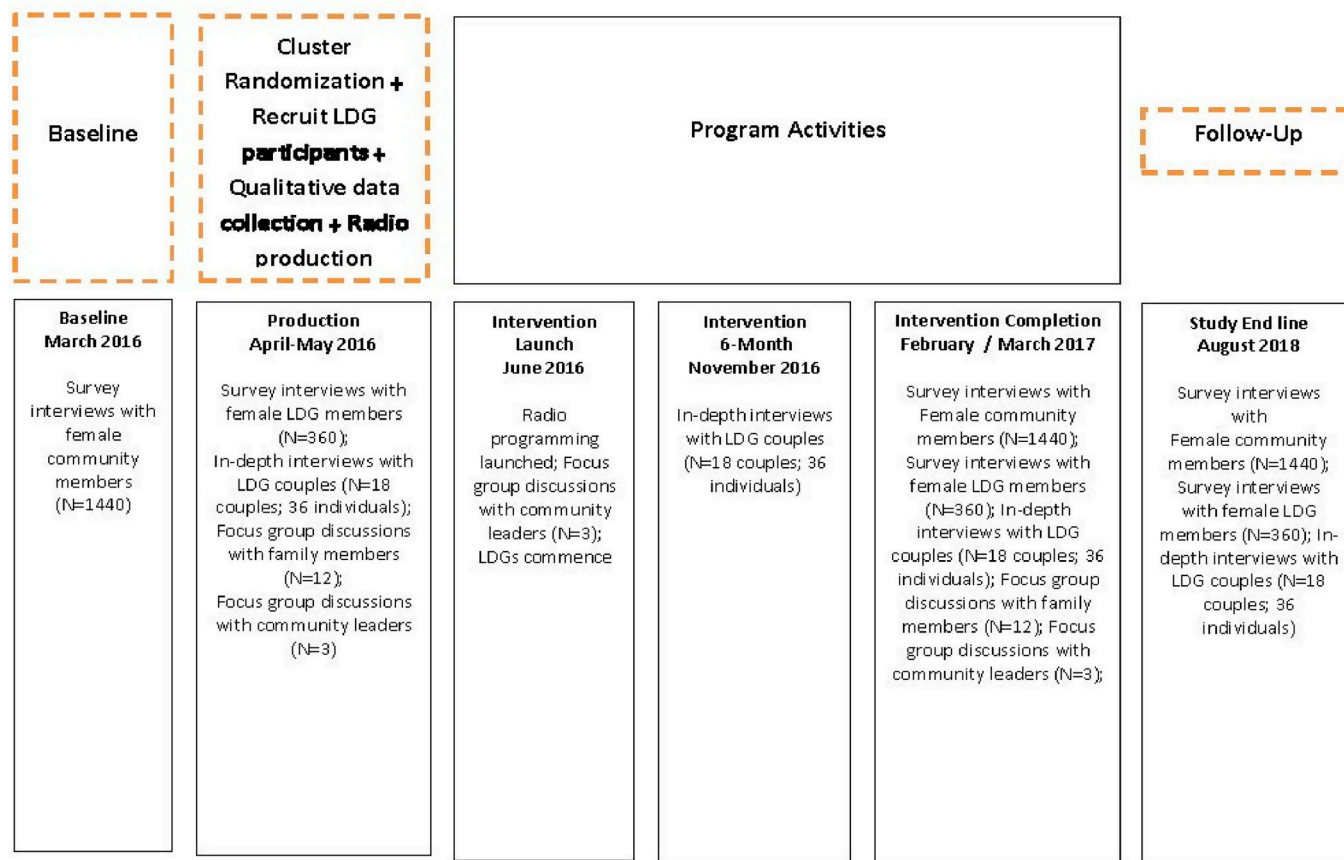 Baseline
Cluster
Randomization +
Recruit LDG
participants +
Qualitative data
collection + Radio
production
Program Activities
Follow-Up
Baseline
March 2016
Survey
interviews with
female
community
members
(N=1440)
Production
April-May 2016
Survey interviews with
female LDG members
(N=360);
In-depth interviews with
LDG couples (N=18
couples; 36 individuals);
Focus group discussions
with family members
(N=12);
Focus group discussions
with community leaders
(N=3)
Intervention
Launch
June 2016
Radio
programming
launched; Focus
group discussions
with community
leaders (N=3);
LDGs commence
Intervention
6-Month
November 2016
In-depth interviews
with LDG couples
(N=18 couples; 36
individuals)
Intervention Completion
February / March 2017
Survey interviews with
Female community
members (N=1440);
Survey interviews with
female LDG members
(N=360); In-depth
interviews with LDG
couples (N=18 couples; 36
individuals); Focus group
discussions with family
members (N=12); Focus
group discussions with
community leaders (N=3);
Study End line
August 2018
Survey interviews
with
Female community
members (N=1440);
Survey interviews
with female LDG
members (N=360); In-
depth interviews with
LDG couples (N=18
couples; 36
individuals)